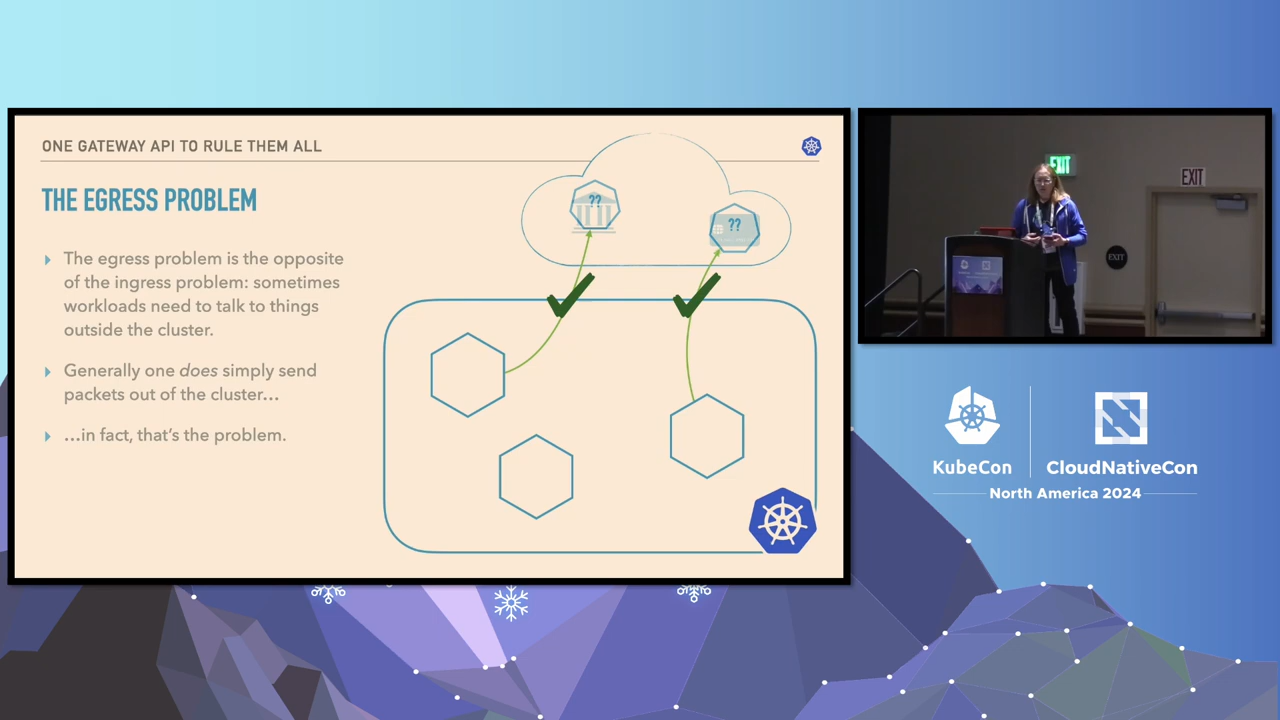 ONE GATEWAY API TO RULE THEM ALL
THE EGRESS PROBLEM
The egress problem is the opposite
of the ingress problem: sometimes
workloads need to talk to things
outside the cluster.
Generally one does simply send
packets out of the cluster…
…in fact, that's the problem.
??
??
EXIT
EXIT
EXIT
KubeCon
CloudNativeCon
North America 2024